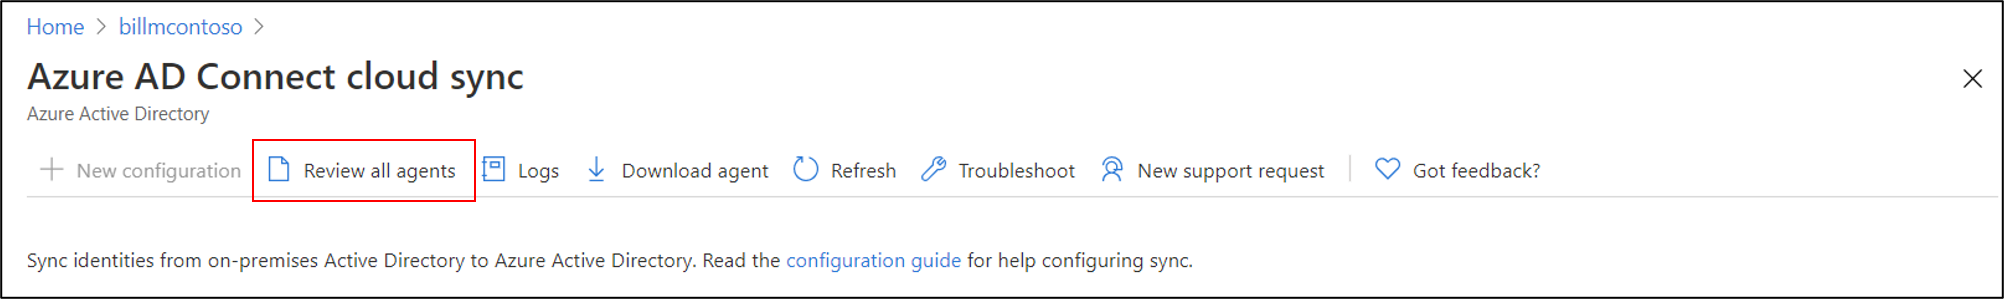 Home > billmcontoso >
Azure AD Connect cloud sync
Azure Active Directory
New configuration Review all agents Logs Download agent Refresh Troubleshoot New support request Got feedback?
Sync identities from on-premises Active Directory to Azure Active Directory. Read the configuration guide for help configuring sync.